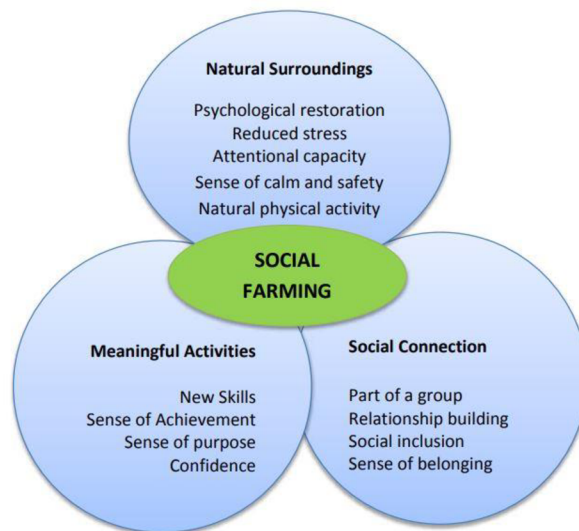 Natural Surroundings
Psychological restoration
Reduced stress
Attentional capacity
Sense of calm and safety
Natural physical activity
SOCIAL
FARMING
Meaningful Activities
New Skills
Sense of Achievement
Sense of purpose
Confidence
Social Connection
Part of a group
Relationship building
Social inclusion
Sense of belonging